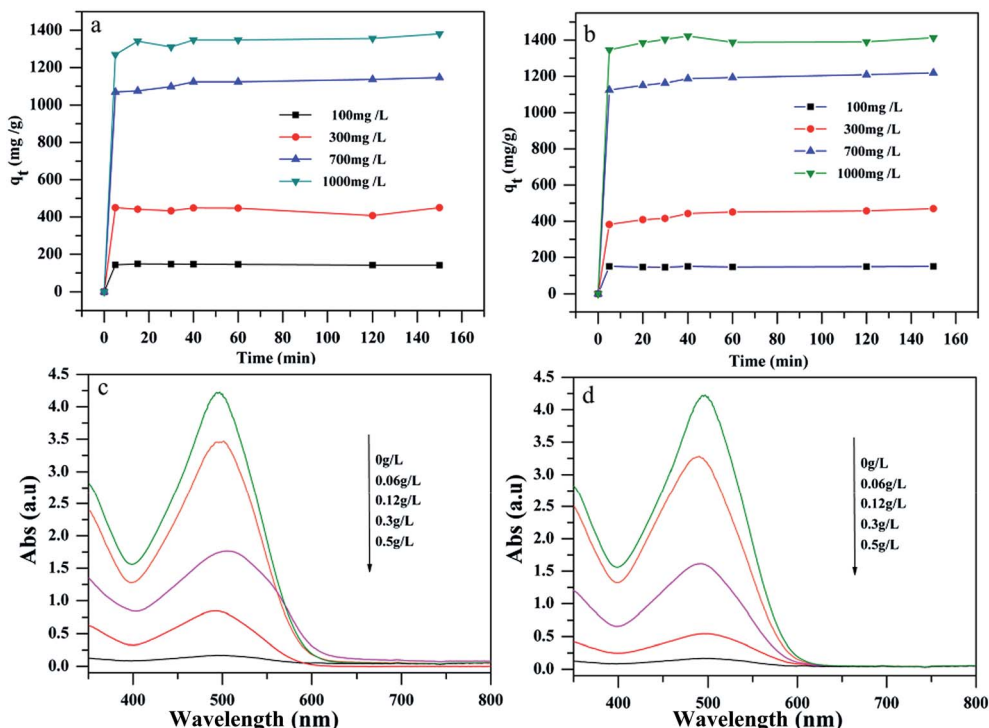 a
1400
1200
1000
800
600
400
200
0
q_t (mg /g)
100mg /L
300mg /L
700mg /L
1000mg /L
0 20 40 60 80 100 120 140 160
Time (min)
b
1400
1200
1000
800
600
400
200
0
q_t (mg/g)
100mg /L
300mg /L
700mg /L
1000mg /L
0 20 40 60 80 100 120 140 160
Time (min)
c
4.5
4.0
3.5
3.0
2.5
2.0
1.5
1.0
0.5
0.0
Abs (a.u)
0g/L
0.06g/L
0.12g/L
0.3g/L
0.5g/L
400 500 600 700 800
Wavelength (nm)
d
4.5
4.0
3.5
3.0
2.5
2.0
1.5
1.0
0.5
0.0
Abs (a.u)
0g/L
0.06g/L
0.12g/L
0.3g/L
0.5g/L
400 500 600 700 800
Wavelength (nm)